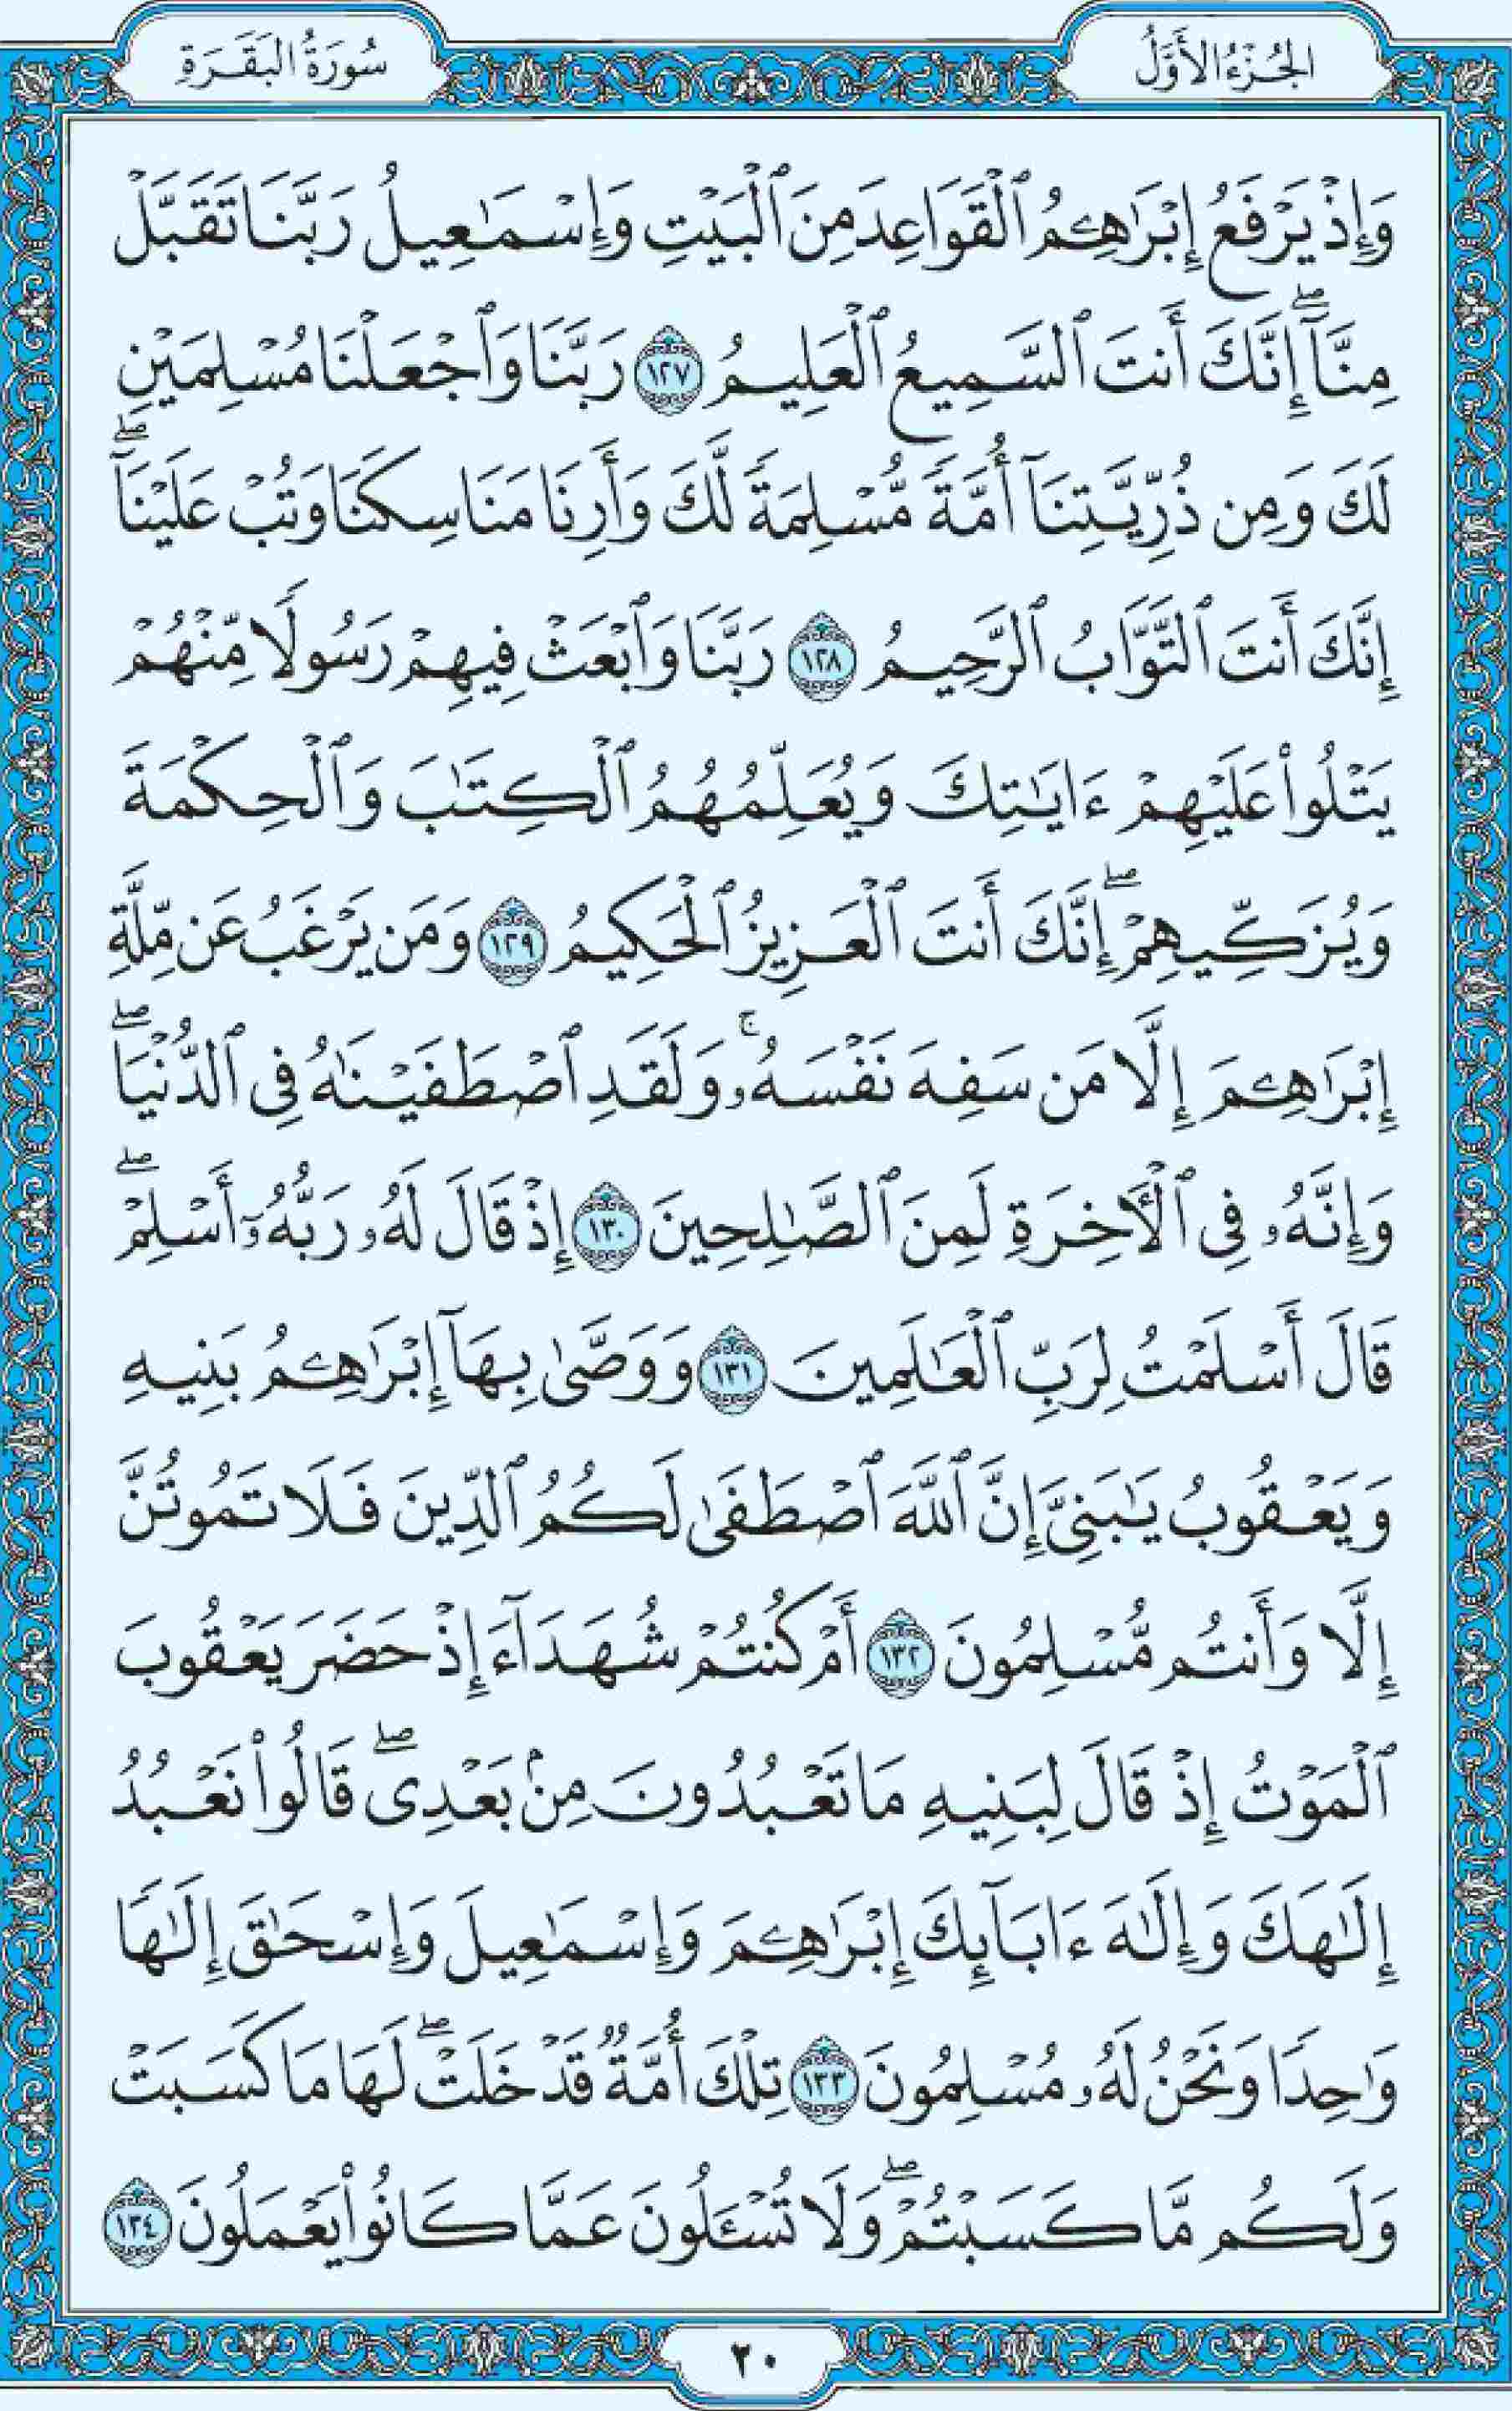 الجُزْءُ الأَوَّلُ
سُورَةُ البَقَرَةِ
وَإِذْ يَرْفَعُ إِبْرَٰهِـۧمُ ٱلْقَوَاعِدَ مِنَ ٱلْبَيْتِ وَإِسْمَٰعِيلُ رَبَّنَا تَقَبَّلْ
مِنَّآ ۖ إِنَّكَ أَنتَ ٱلسَّمِيعُ ٱلْعَلِيمُ ١٢٧ رَبَّنَا وَٱجْعَلْنَا مُسْلِمَيْنِ
لَكَ وَمِن ذُرِّيَّتِنَآ أُمَّةً مُّسْلِمَةً لَّكَ وَأَرِنَا مَنَاسِكَنَا وَتُبْ عَلَيْنَآ ۖ
إِنَّكَ أَنتَ ٱلتَّوَّابُ ٱلرَّحِيمُ ١٢٨ رَبَّنَا وَٱبْعَثْ فِيهِمْ رَسُولًا مِّنْهُمْ
يَتْلُوا۟ عَلَيْهِمْ ءَايَٰتِكَ وَيُعَلِّمُهُمُ ٱلْكِتَٰبَ وَٱلْحِكْمَةَ
وَيُزَكِّيهِمْ ۖ إِنَّكَ أَنتَ ٱلْعَزِيزُ ٱلْحَكِيمُ ١٢٩ وَمَن يَرْغَبُ عَن مِّلَّةِ
إِبْرَٰهِـۧمَ إِلَّا مَن سَفِهَ نَفْسَهُۥ ۚ وَلَقَدِ ٱصْطَفَيْنَٰهُ فِى ٱلدُّنْيَا ۖ
وَإِنَّهُۥ فِى ٱلْـَٔاخِرَةِ لَمِنَ ٱلصَّٰلِحِينَ ١٣٠ إِذْ قَالَ لَهُۥ رَبُّهُۥٓ أَسْلِمْ ۖ
قَالَ أَسْلَمْتُ لِرَبِّ ٱلْعَٰلَمِينَ ١٣١ وَوَصَّىٰ بِهَآ إِبْرَٰهِـۧمُ بَنِيهِ
وَيَعْقُوبُ يَٰبَنِىَّ إِنَّ ٱللَّهَ ٱصْطَفَىٰ لَكُمُ ٱلدِّينَ فَلَا تَمُوتُنَّ
إِلَّا وَأَنتُم مُّسْلِمُونَ ١٣٢ أَمْ كُنتُمْ شُهَدَآءَ إِذْ حَضَرَ يَعْقُوبَ
ٱلْمَوْتُ إِذْ قَالَ لِبَنِيهِ مَا تَعْبُدُونَ مِنۢ بَعْدِى ۖ قَالُوا۟ نَعْبُدُ
إِلَٰهَكَ وَإِلَٰهَ ءَابَآئِكَ إِبْرَٰهِـۧمَ وَإِسْمَٰعِيلَ وَإِسْحَٰقَ إِلَٰهًا
وَٰحِدًا وَنَحْنُ لَهُۥ مُسْلِمُونَ ١٣٣ تِلْكَ أُمَّةٌ قَدْ خَلَتْ ۖ لَهَا مَا كَسَبَتْ
وَلَكُم مَّا كَسَبْتُمْ ۖ وَلَا تُسْـَٔلُونَ عَمَّا كَانُوا۟ يَعْمَلُونَ ١٣٤
٢٠